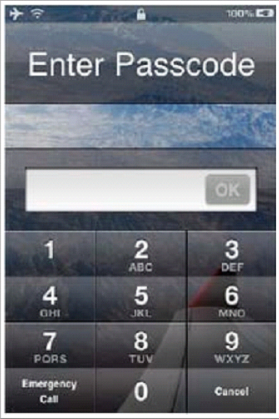 100%
Enter Passcode
OK
1 2 3
ABC DEF
4 5 6
GHI JKL MNO
7 8 9
PQRS TUV WXYZ
Emergency Call 0 Cancel